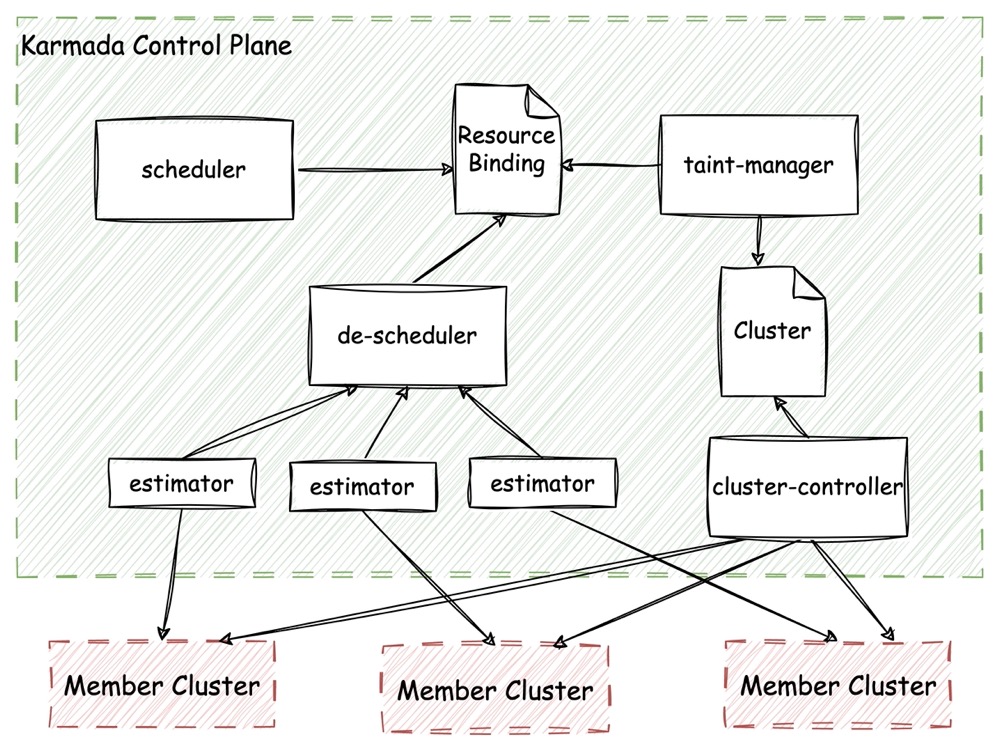 Karmada Control Plane
scheduler
Resource
Binding
taint-manager
de-scheduler
Cluster
estimator
estimator
estimator
cluster-controller
Member Cluster
Member Cluster
Member Cluster